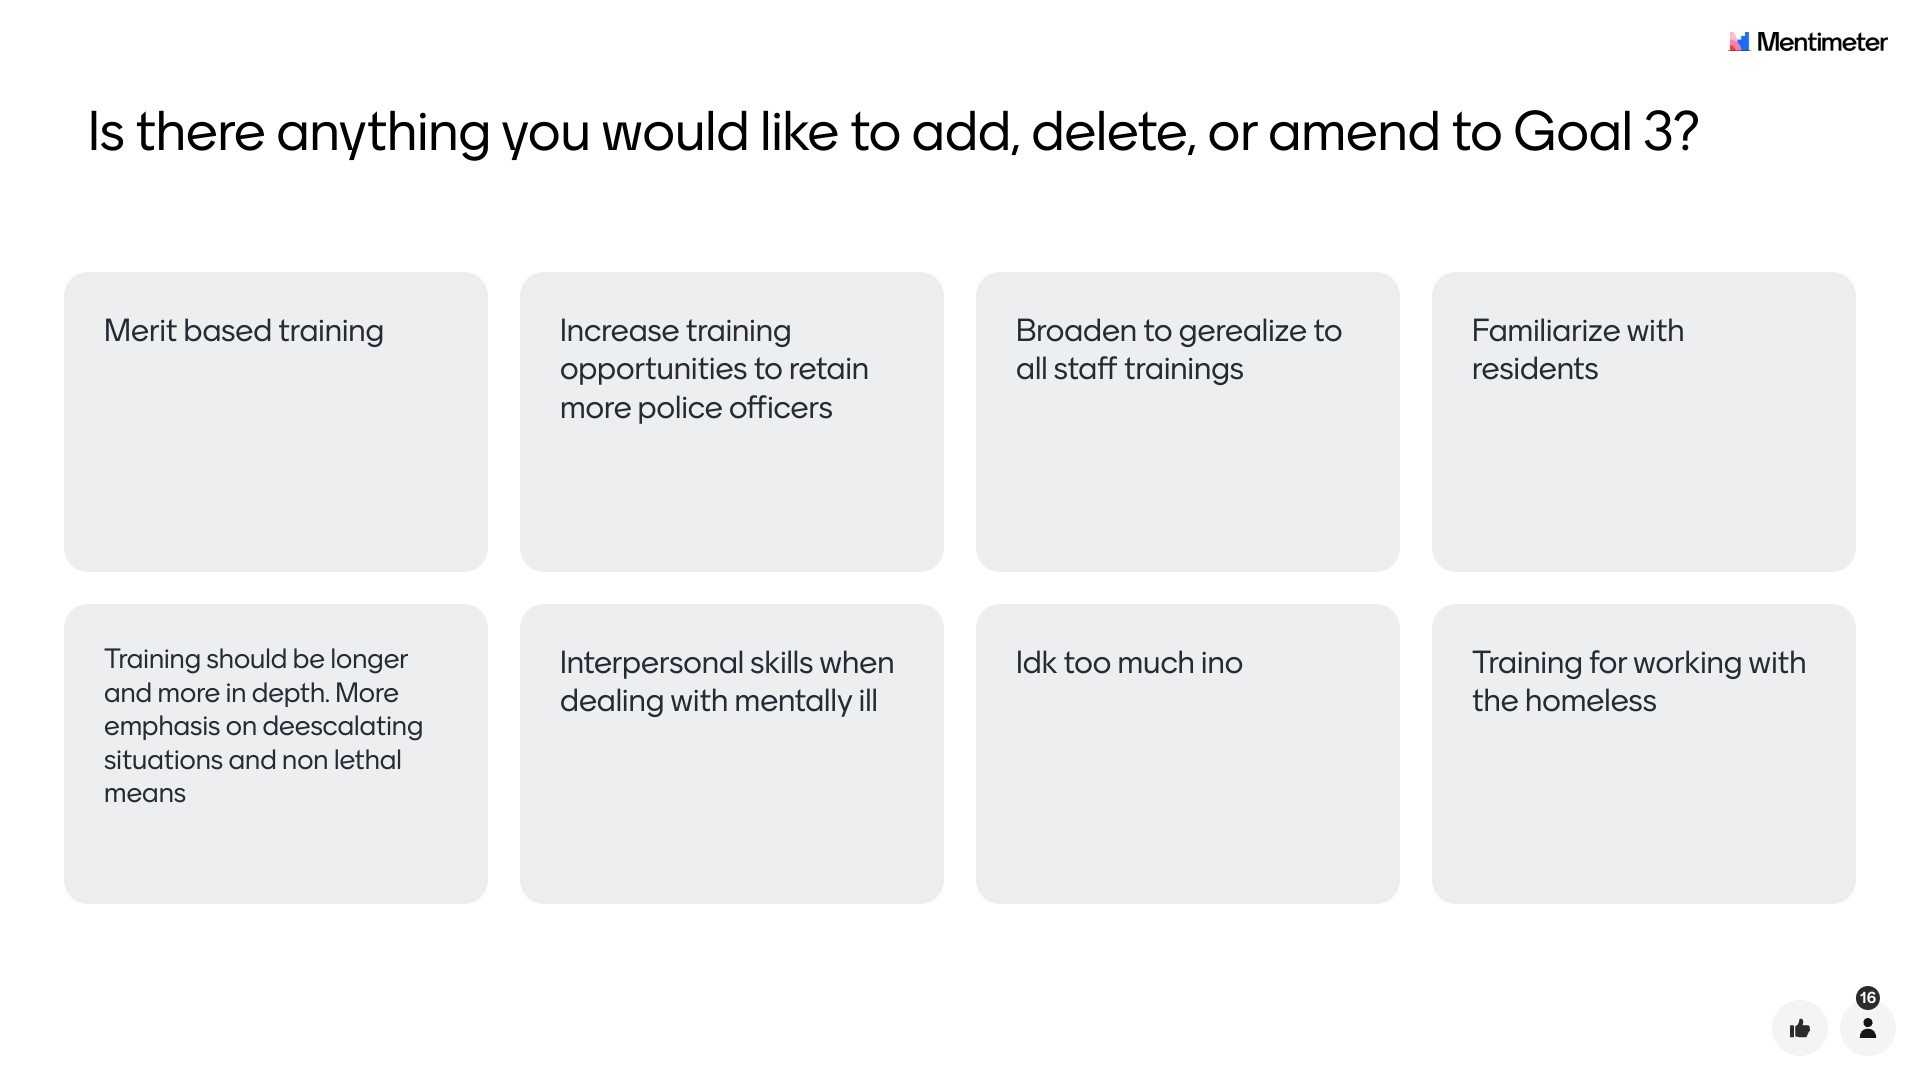 Mentimeter
Is there anything you would like to add, delete, or amend to Goal 3?
Merit based training
Increase training
opportunities to retain
more police officers
Broaden to gerealize to
all staff trainings
Familiarize with
residents
Training should be longer
and more in depth. More
emphasis on deescalating
situations and non lethal
means
Interpersonal skills when
dealing with mentally ill
Idk too much ino
Training for working with
the homeless
16